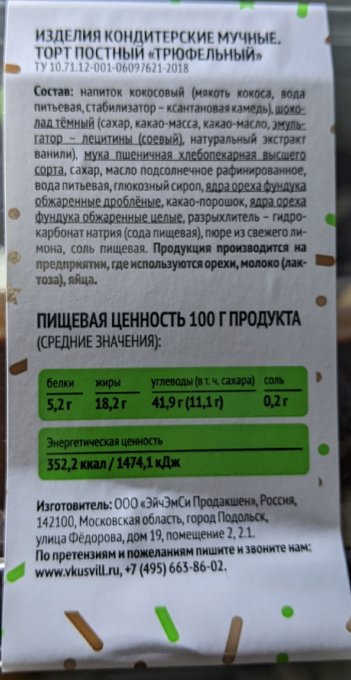 ИЗДЕЛИЯ КОНДИТЕРСКИЕ МУЧНЫЕ.
ТОРТ ПОСТНЫЙ «ТРЮФЕЛЬНЫЙ»
ТУ 10.71.12-001-06097621-2018
Состав: напиток кокосовый (мякоть кокоса, вода
питьевая, стабилизатор – ксантановая камедь), шоко-
лад тёмный (сахар, какао-масса, какао-масло, эмуль-
гатор – лецитины (соевый), натуральный экстракт
ванили), мука пшеничная хлебопекарная высшего
сорта, сахар, масло подсолнечное рафинированное,
вода питьевая, глюкозный сироп, ядра ореха фундука
обжаренные дроблёные, какао-порошок, ядра ореха
фундука обжаренные целые, разрыхлитель – гидро-
карбонат натрия (сода пищевая), пюре из свежего ли-
мона, соль пищевая. Продукция производится на
предприятии, где используются орехи, молоко (лак-
тоза), яйца.
ПИЩЕВАЯ ЦЕННОСТЬ 100 Г ПРОДУКТА
(СРЕДНИЕ ЗНАЧЕНИЯ):
белки жиры углеводы (в т. ч. сахара) соль
5,2 г 18,2 г 41,9 г (11,1 г) 0,2 г
Энергетическая ценность
352,2 ккал / 1474,1 кДж
Изготовитель: ООО «ЭйчЭмСи Продакшен», Россия,
142100, Московская область, город Подольск,
улица Фёдорова, дом 19, помещение 2, 2.1.
По претензиям и пожеланиям пишите и звоните нам:
www.vkusvill.ru, +7 (495) 663-86-02.